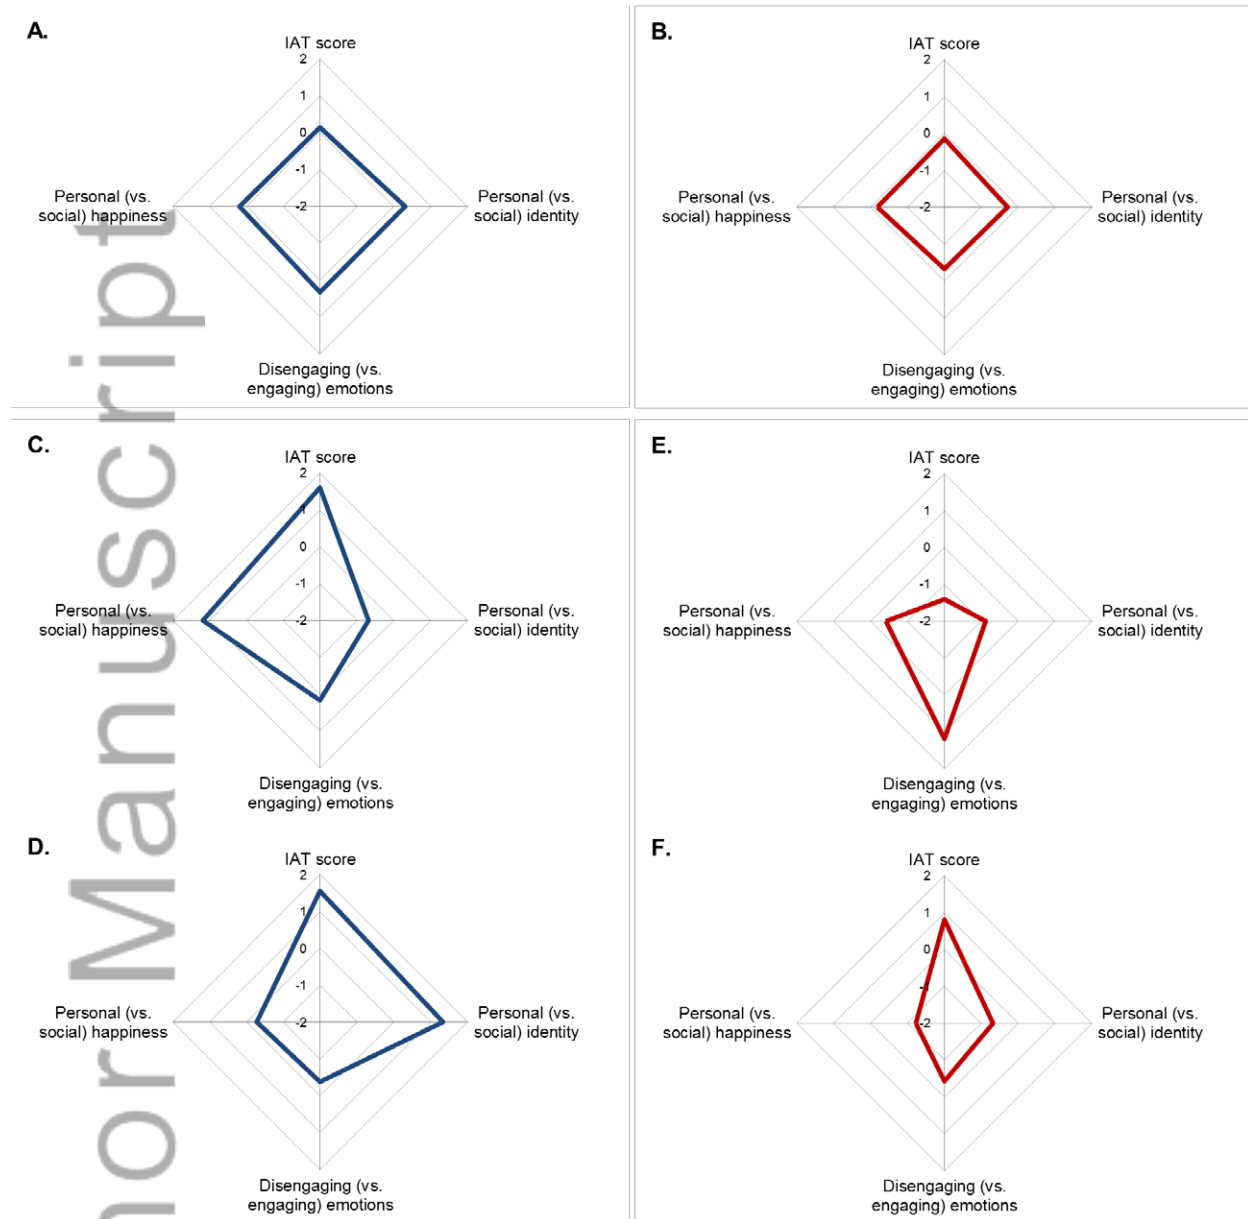 A.
IAT score
2
1
0
-1
-2
Personal (vs.
social) happiness
Personal (vs.
social) identity
Disengaging (vs.
engaging) emotions
B.
IAT score
2
1
0
-1
-2
Personal (vs.
social) happiness
Personal (vs.
social) identity
Disengaging (vs.
engaging) emotions
C.
IAT score
2
1
0
-1
-2
Personal (vs.
social) happiness
Personal (vs.
social) identity
Disengaging (vs.
engaging) emotions
E.
IAT score
2
1
0
-1
-2
Personal (vs.
social) happiness
Personal (vs.
social) identity
Disengaging (vs.
engaging) emotions
D.
IAT score
2
1
0
-1
-2
Personal (vs.
social) happiness
Personal (vs.
social) identity
Disengaging (vs.
engaging) emotions
F.
IAT score
2
1
0
-1
-2
Personal (vs.
social) happiness
Personal (vs.
social) identity
Disengaging (vs.
engaging) emotions
Manuscript